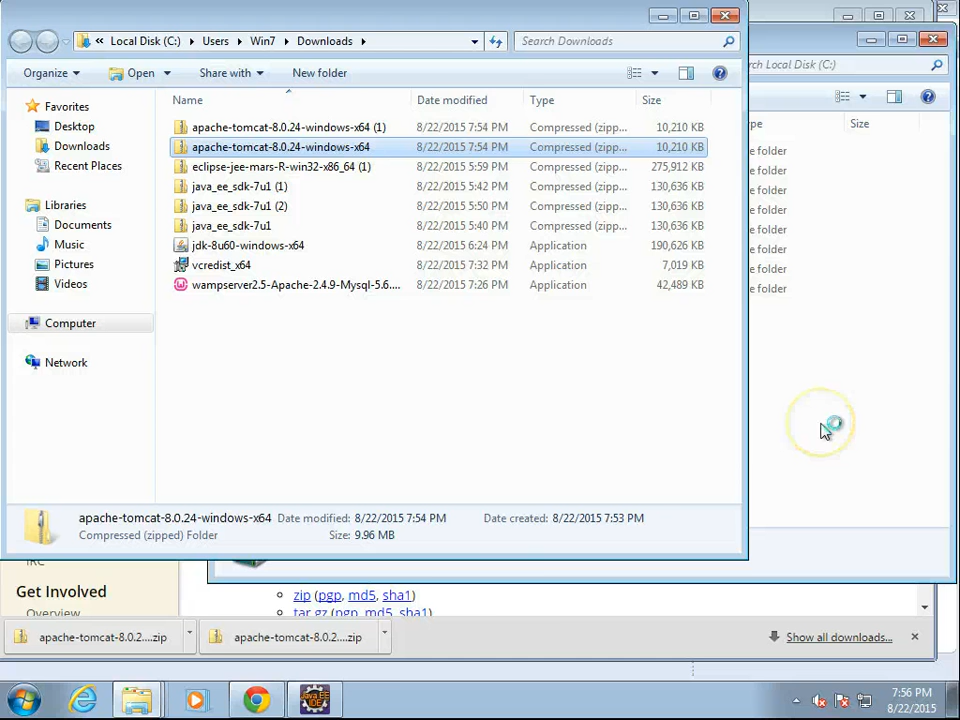 « Local Disk (C:) Users Win7 Downloads
Search Downloads
rch Local Disk (C:)
Organize Open Share with New folder
Name Date modified Type Size
ype Size
Favorites
Desktop
Downloads
Recent Places
Libraries
Documents
Music
Pictures
Videos
Computer
Network
apache-tomcat-8.0.24-windows-x64 (1) 8/22/2015 7:54 PM Compressed (zipp... 10,210 KB
apache-tomcat-8.0.24-windows-x64 8/22/2015 7:54 PM Compressed (zipp... 10,210 KB
eclipse-jee-mars-R-win32-x86_64 (1) 8/22/2015 5:59 PM Compressed (zipp... 275,912 KB
java_ee_sdk-7u1 (1) 8/22/2015 5:42 PM Compressed (zipp... 130,636 KB
java_ee_sdk-7u1 (2) 8/22/2015 5:50 PM Compressed (zipp... 130,636 KB
java_ee_sdk-7u1 8/22/2015 5:40 PM Compressed (zipp... 130,636 KB
jdk-8u60-windows-x64 8/22/2015 6:24 PM Application 190,626 KB
vcredist_x64 8/22/2015 7:32 PM Application 7,019 KB
wampserver2.5-Apache-2.4.9-Mysql-5.6.... 8/22/2015 7:26 PM Application 42,489 KB
e folder
e folder
e folder
e folder
e folder
e folder
e folder
e folder
apache-tomcat-8.0.24-windows-x64 Date modified: 8/22/2015 7:54 PM Date created: 8/22/2015 7:53 PM
Compressed (zipped) Folder Size: 9.96 MB
IRC
Get Involved
Overview
zip (pgp, md5, sha1)
tar.gz (pgp, md5, sha1)
apache-tomcat-8.0.2....zip
apache-tomcat-8.0.2....zip
Show all downloads...
Java EE
IDE
7:56 PM
8/22/2015